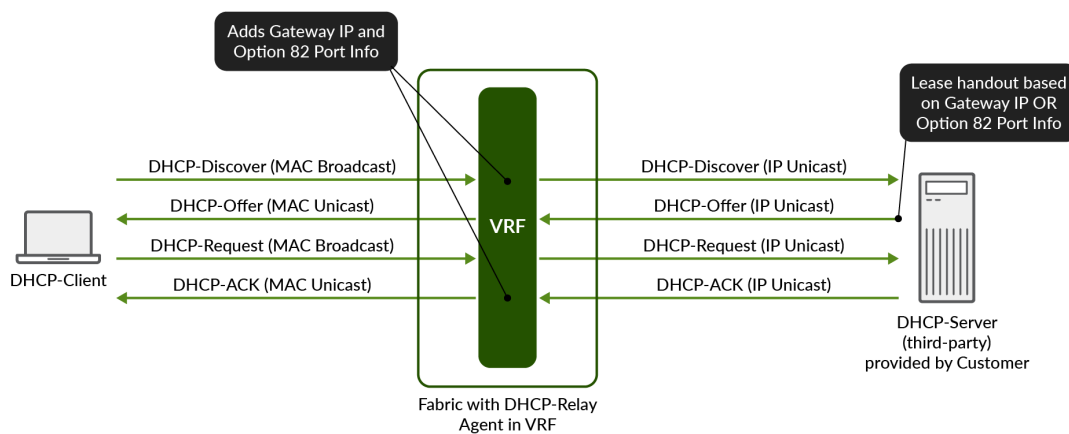 Adds Gateway IP and
Option 82 Port Info
Lease handout based
on Gateway IP OR
Option 82 Port Info
DHCP-Discover (MAC Broadcast)
DHCP-Discover (IP Unicast)
DHCP-Offer (MAC Unicast)
DHCP-Offer (IP Unicast)
VRF
DHCP-Request (MAC Broadcast)
DHCP-Request (IP Unicast)
DHCP-Client
DHCP-ACK (MAC Unicast)
DHCP-ACK (IP Unicast)
DHCP-Server
(third-party)
provided by Customer
Fabric with DHCP-Relay
Agent in VRF